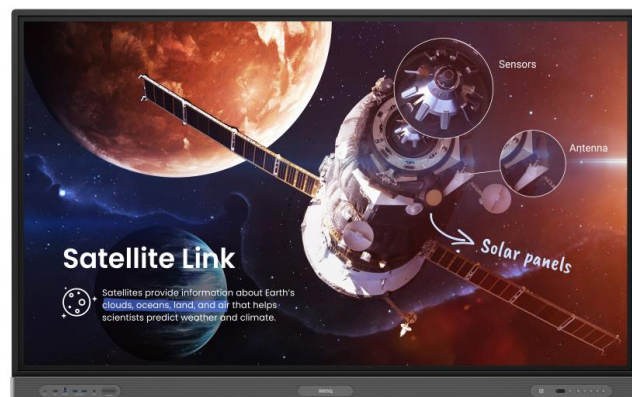 Sensors
Antenna
Solar panels
Satellite Link
Satellites provide information about Earth's
clouds, oceans, land, and air that helps
scientists predict weather and climate.
BenQ